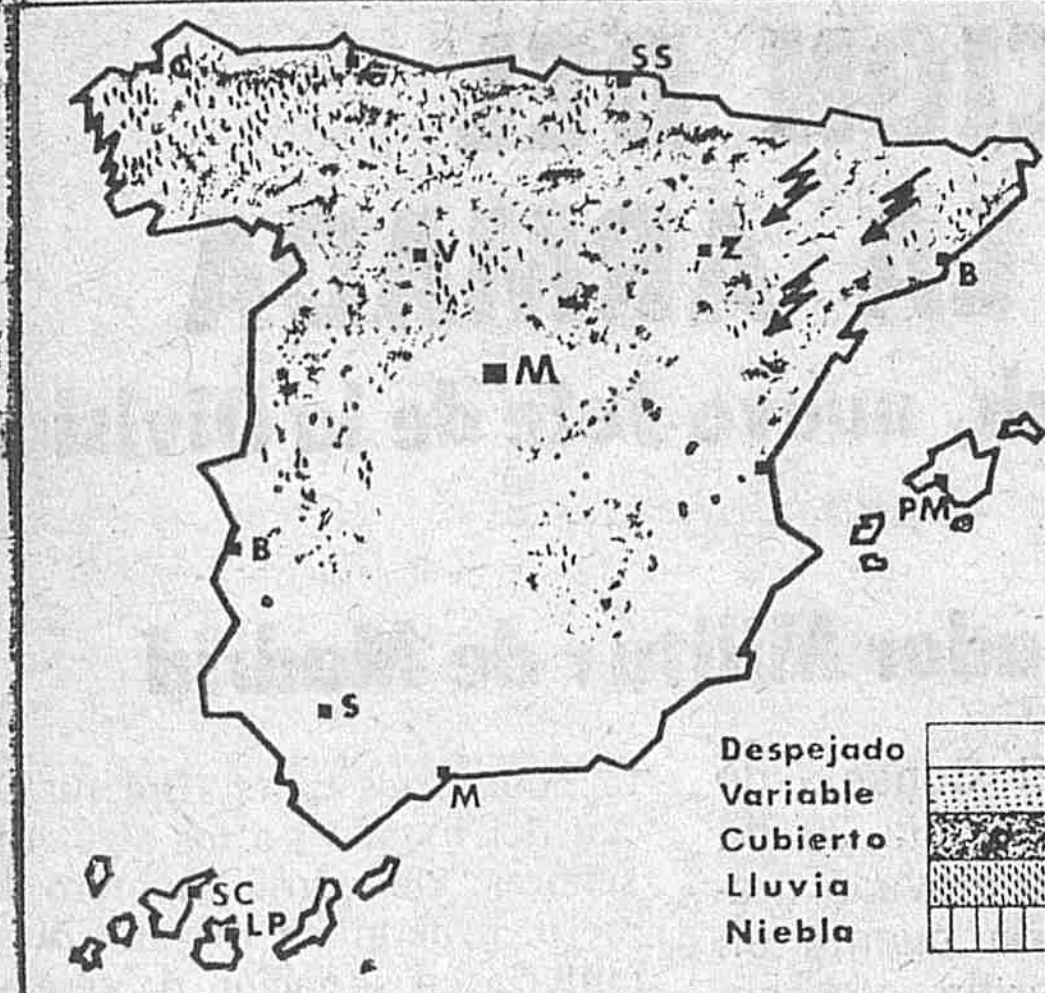 SS
C
G
V
Z
B
M
PM
B
S
M
SC
LP
Despejado
Variable
Cubierto
Lluvia
Niebla